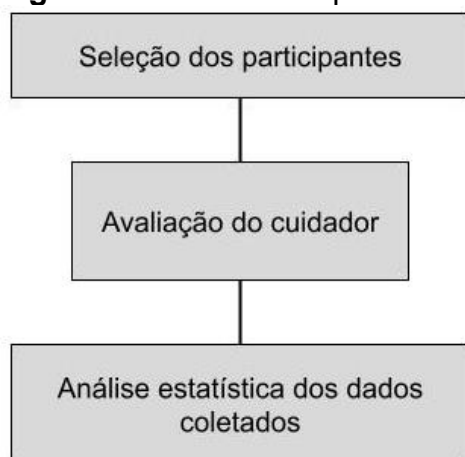 Seleção dos participantes
Avaliação do cuidador
Análise estatística dos dados
coletados